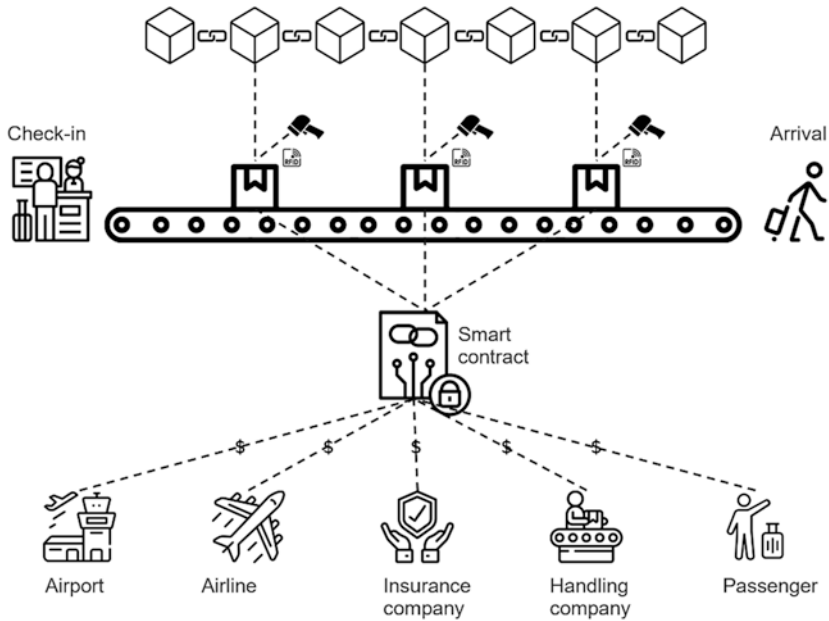 Check-in
Arrival
RFID
RFID
RFID
Smart
contract
$ $ $ $ $
Airport
Airline
Insurance
company
Handling
company
Passenger